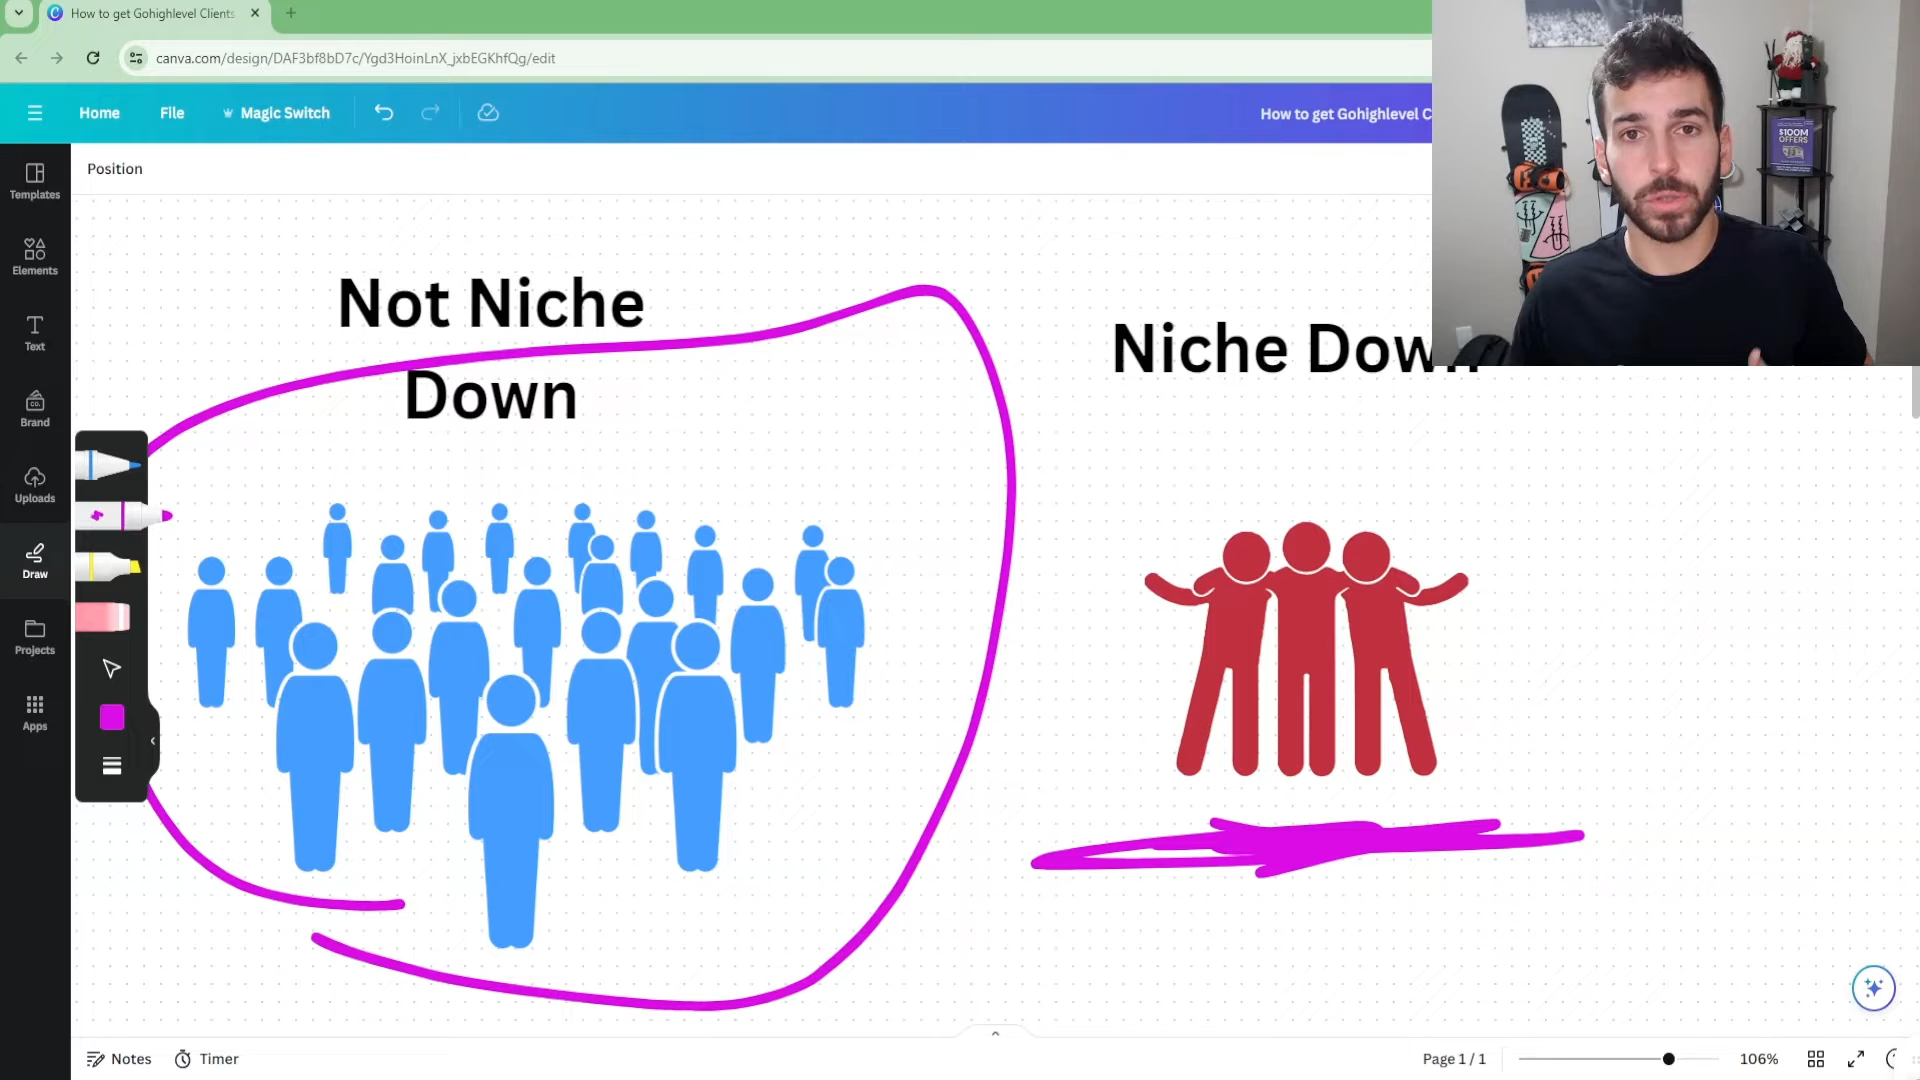 How to get Gohighlevel Clients
canva.com/design/DAF3bf8bD7c/Ygd3HoinLnX_jxbEGKhfQg/edit
Home
File
Magic Switch
How to get Gohighlevel C
$100M
OFFERS
Position
Templates
Elements
Text
Brand
Uploads
Draw
Projects
Apps
Not Niche
Down
Niche Down
CO.
Notes
Timer
Page 1 / 1
106%